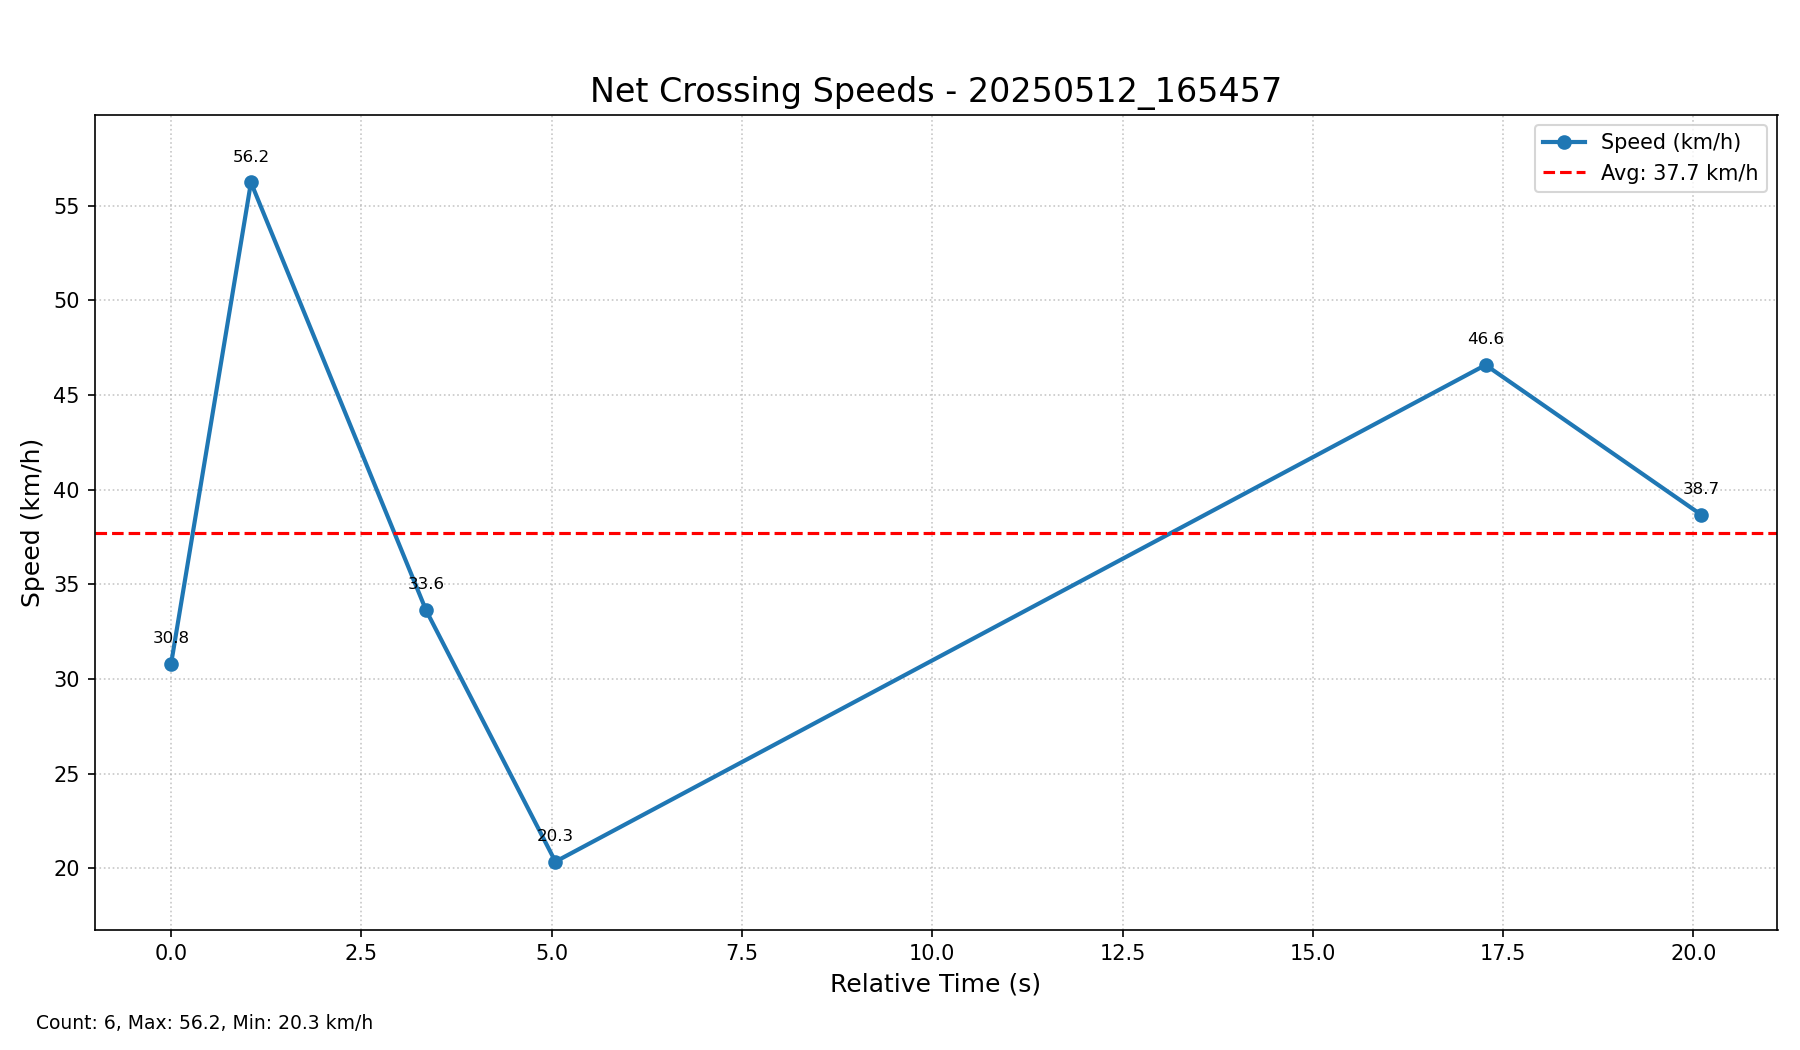 Net Crossing Speeds - 20250512_165457
Speed (km/h)
Avg: 37.7 km/h
56.2
46.6
38.7
33.6
30.8
20.3
55
50
45
40
35
30
25
20
Speed (km/h)
0.0 2.5 5.0 7.5 10.0 12.5 15.0 17.5 20.0
Relative Time (s)
Count: 6, Max: 56.2, Min: 20.3 km/h